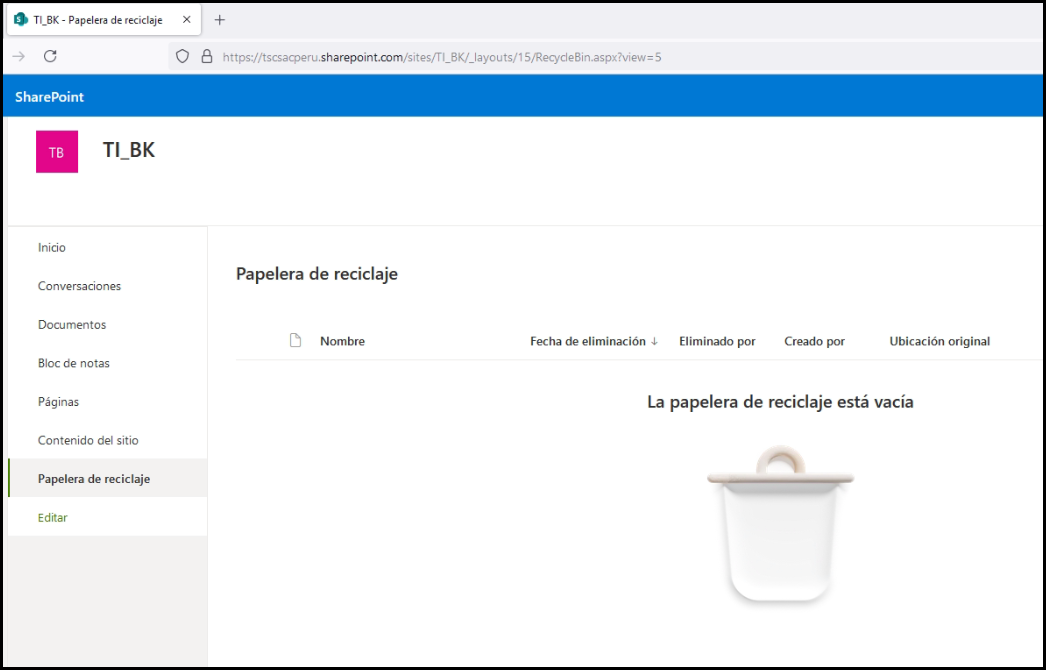 TI_BK - Papelera de reciclaje
https://tscsacperu.sharepoint.com/sites/TI_BK/_layouts/15/RecycleBin.aspx?view=5
SharePoint
TB
TI_BK
Inicio
Conversaciones
Documentos
Bloc de notas
Páginas
Contenido del sitio
Papelera de reciclaje
Editar
Papelera de reciclaje
Nombre Fecha de eliminación ↓ Eliminado por Creado por Ubicación original
La papelera de reciclaje está vacía